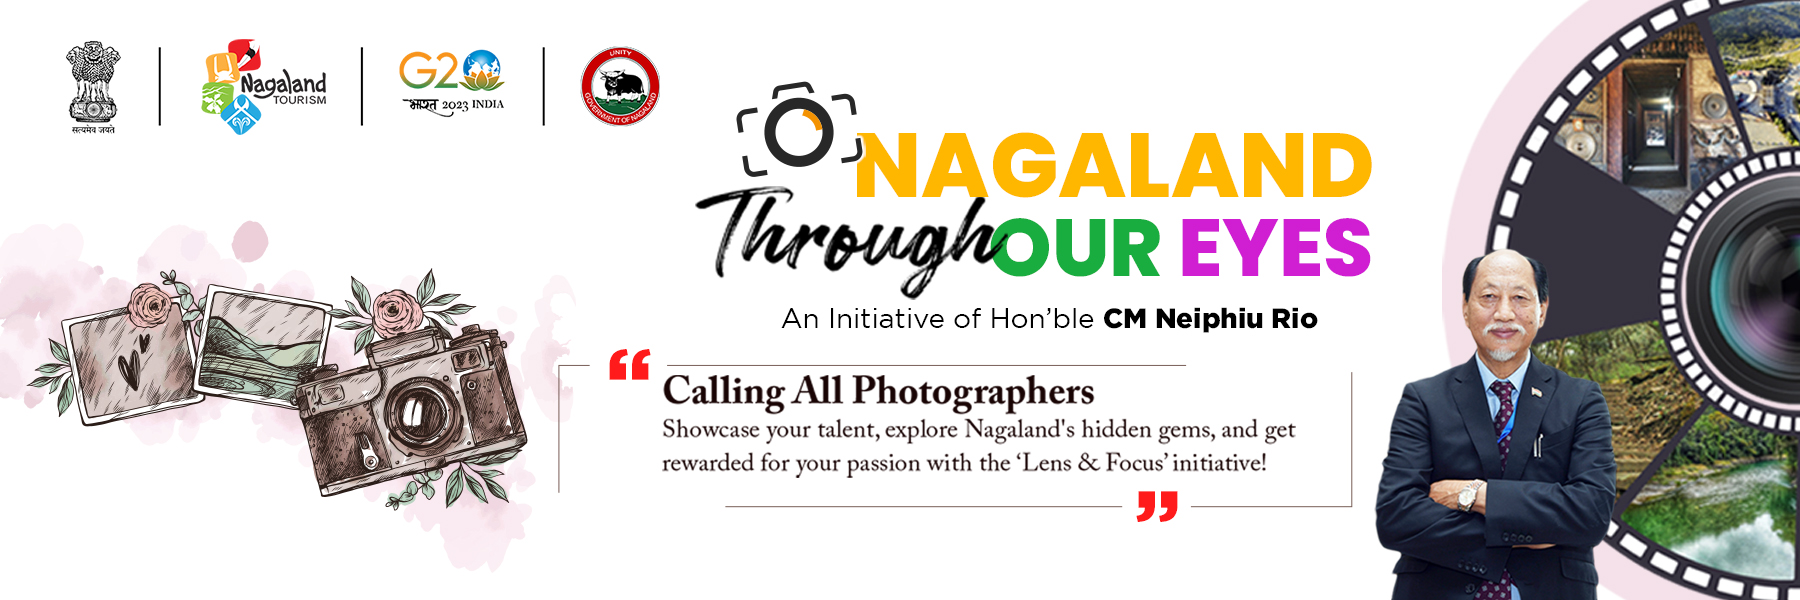 सत्यमेव जयते
Nagaland
TOURISM
G20
भारत 2023 INDIA
UNITY
GOVERNMENT OF NAGALAND
NAGALAND
Through OUR EYES
An Initiative of Hon’ble CM Neiphiu Rio
“
Calling All Photographers
Showcase your talent, explore Nagaland's hidden gems, and get
rewarded for your passion with the ‘Lens & Focus’ initiative!
”